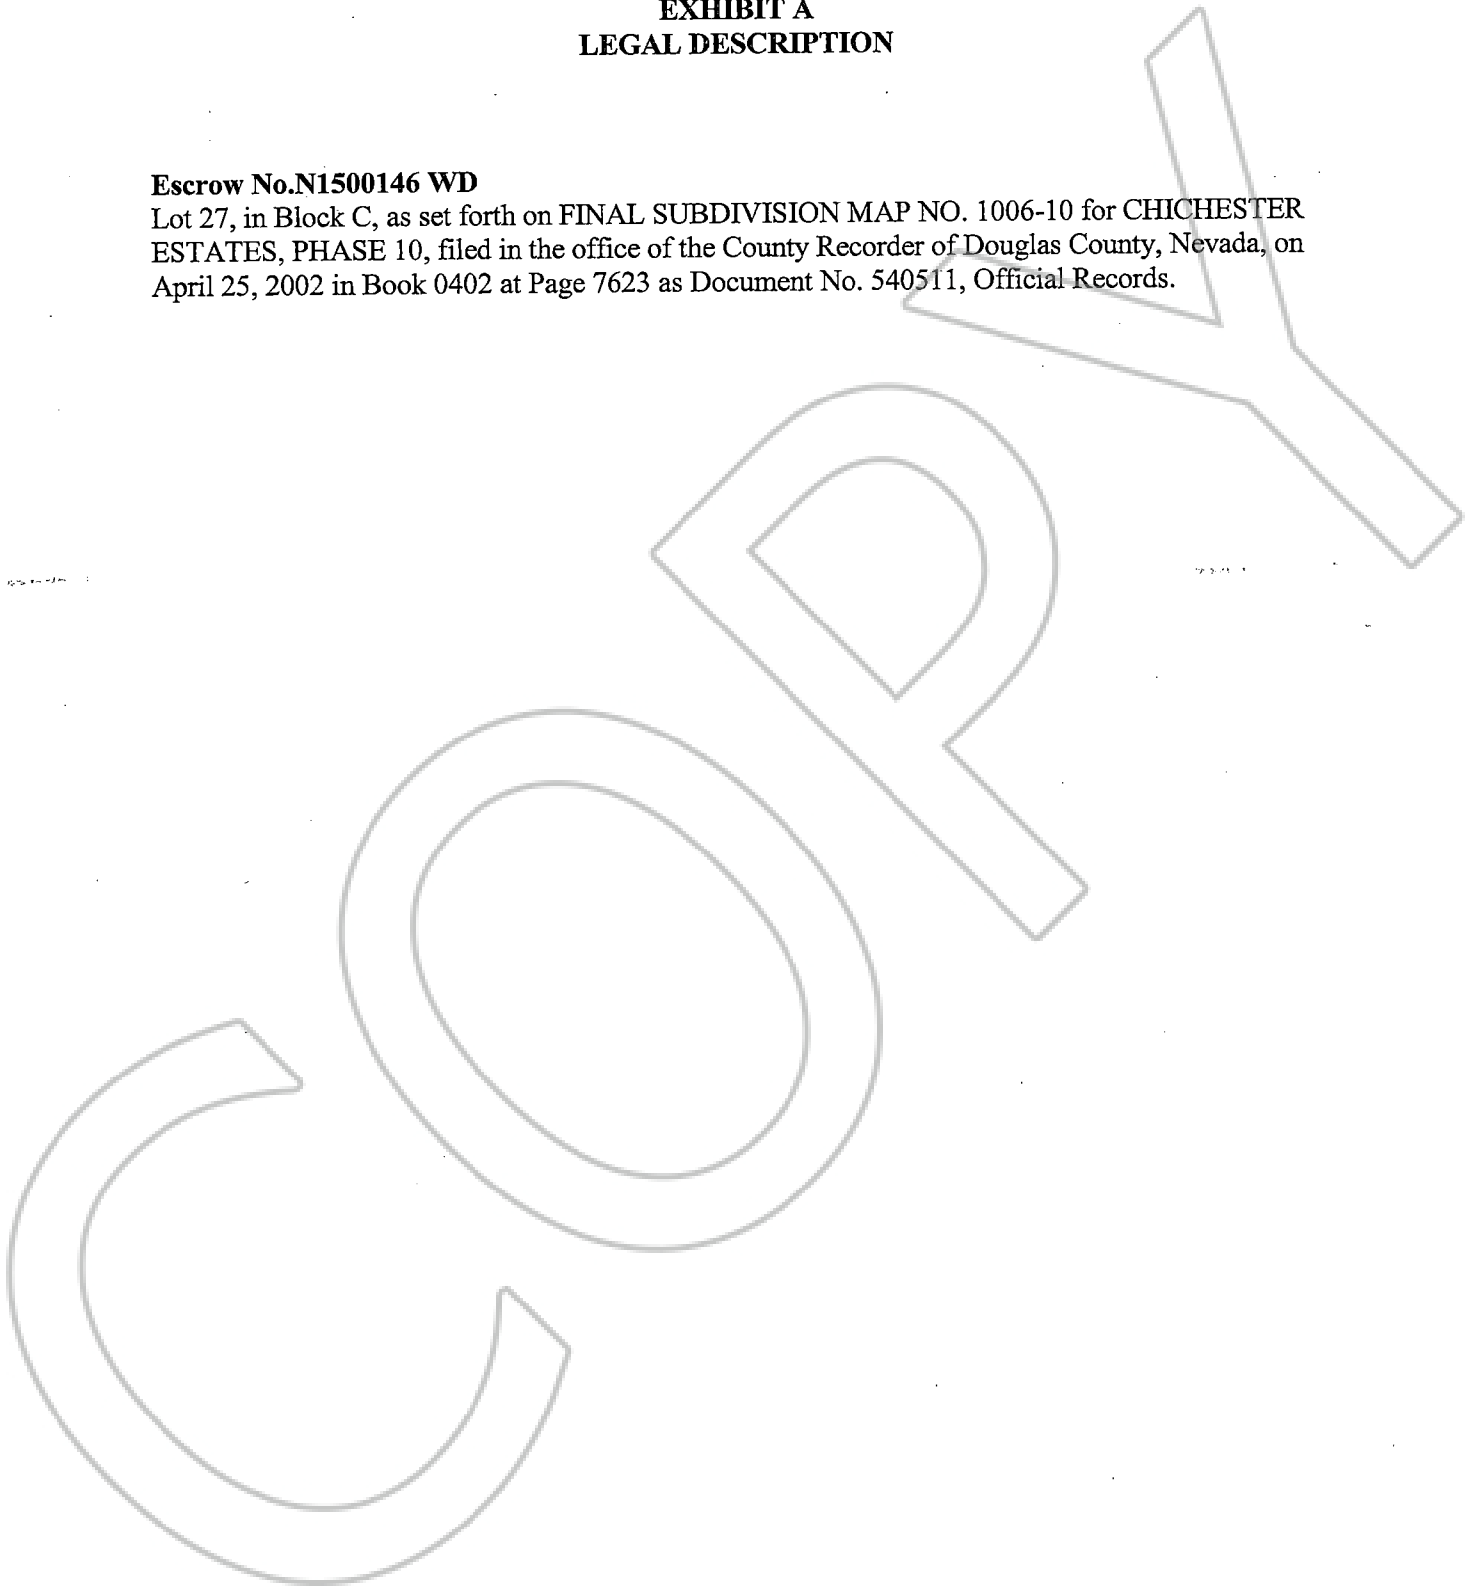 EXHIBIT A
LEGAL DESCRIPTION
Escrow No.N1500146 WD
Lot 27, in Block C, as set forth on FINAL SUBDIVISION MAP NO. 1006-10 for CHICHESTER
ESTATES, PHASE 10, filed in the office of the County Recorder of Douglas County, Nevada, on
April 25, 2002 in Book 0402 at Page 7623 as Document No. 540511, Official Records.
COPY